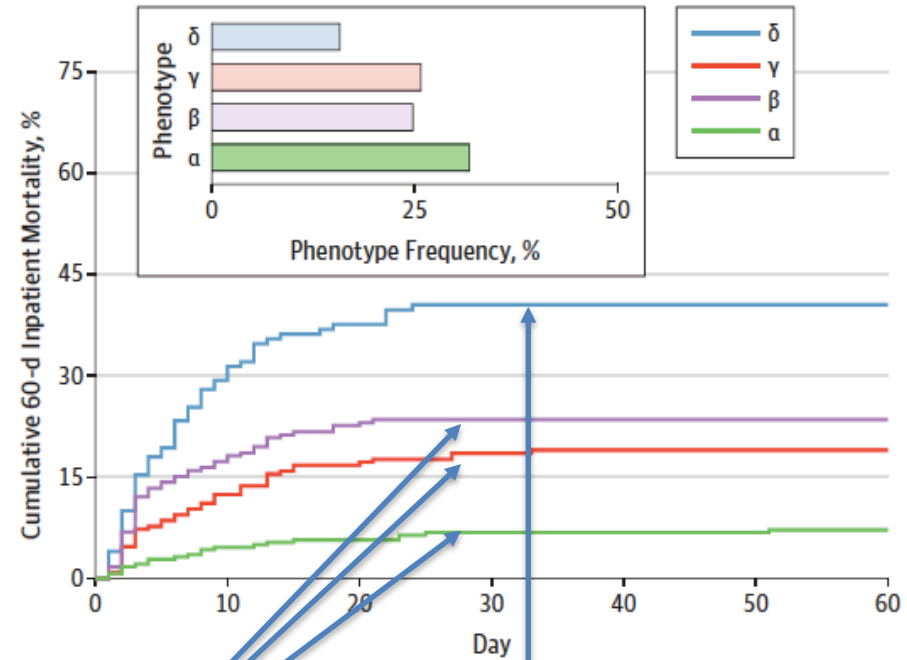 Phenotype
δ
γ
β
α
0
25
50
Phenotype Frequency, %
δ
γ
β
α
Cumulative 60-d Inpatient Mortality, %
75
60
45
30
15
0
0
10
20
30
40
50
60
Day